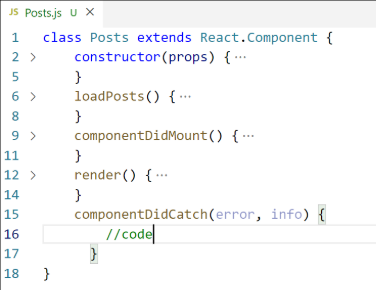 JS Posts.js U ×
1 class Posts extends React.Component {
2 > constructor(props) {···
5 }
6 > loadPosts() {···
8 }
9 > componentDidMount() {···
11 }
12 > render() {···
14 }
15 componentDidCatch(error, info) {
16 //code
17 }
18 }